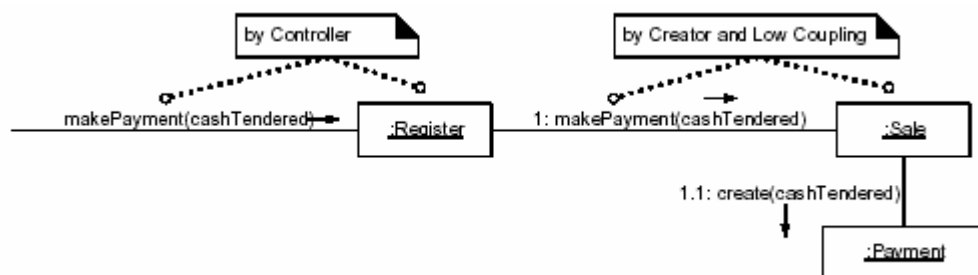 by Controller
by Creator and Low Coupling
makePayment(cashTendered)
:Register
1: makePayment(cashTendered)
:Sale
1.1: create(cashTendered)
:Payment